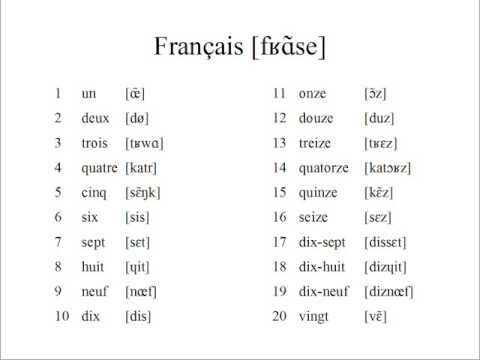 Français [fʁɑ̃se]
1 un [œ̃]
2 deux [dø]
3 trois [tʁwɑ]
4 quatre [katr]
5 cinq [sɛ̃ŋk]
6 six [sis]
7 sept [sɛt]
8 huit [ɥit]
9 neuf [nœf]
10 dix [dis]
11 onze [ɔ̃z]
12 douze [duz]
13 treize [tʁɛz]
14 quatorze [katɔʁz]
15 quinze [kɛ̃z]
16 seize [sɛz]
17 dix-sept [dissɛt]
18 dix-huit [dizɥit]
19 dix-neuf [diznœf]
20 vingt [vɛ̃]